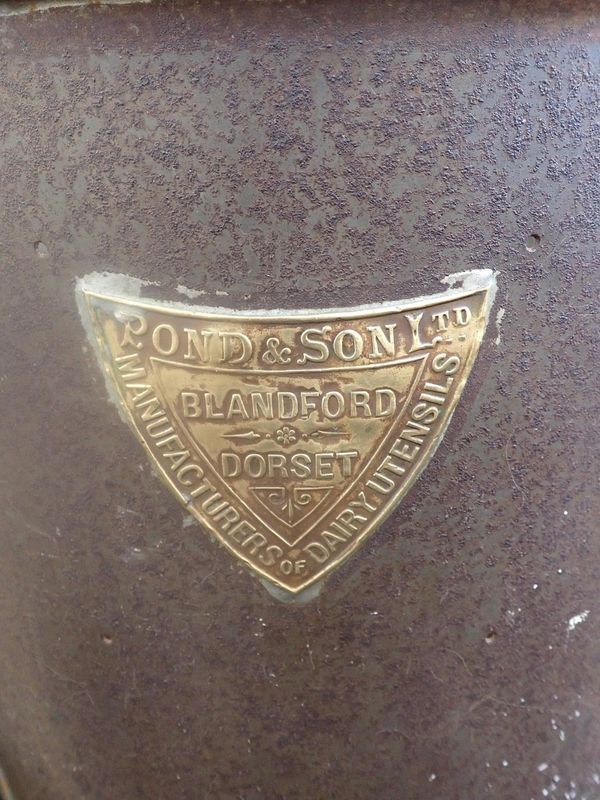 POND & SON LTD
BLANDFORD
DORSET
MANUFACTURERS OF DAIRY UTENSILS